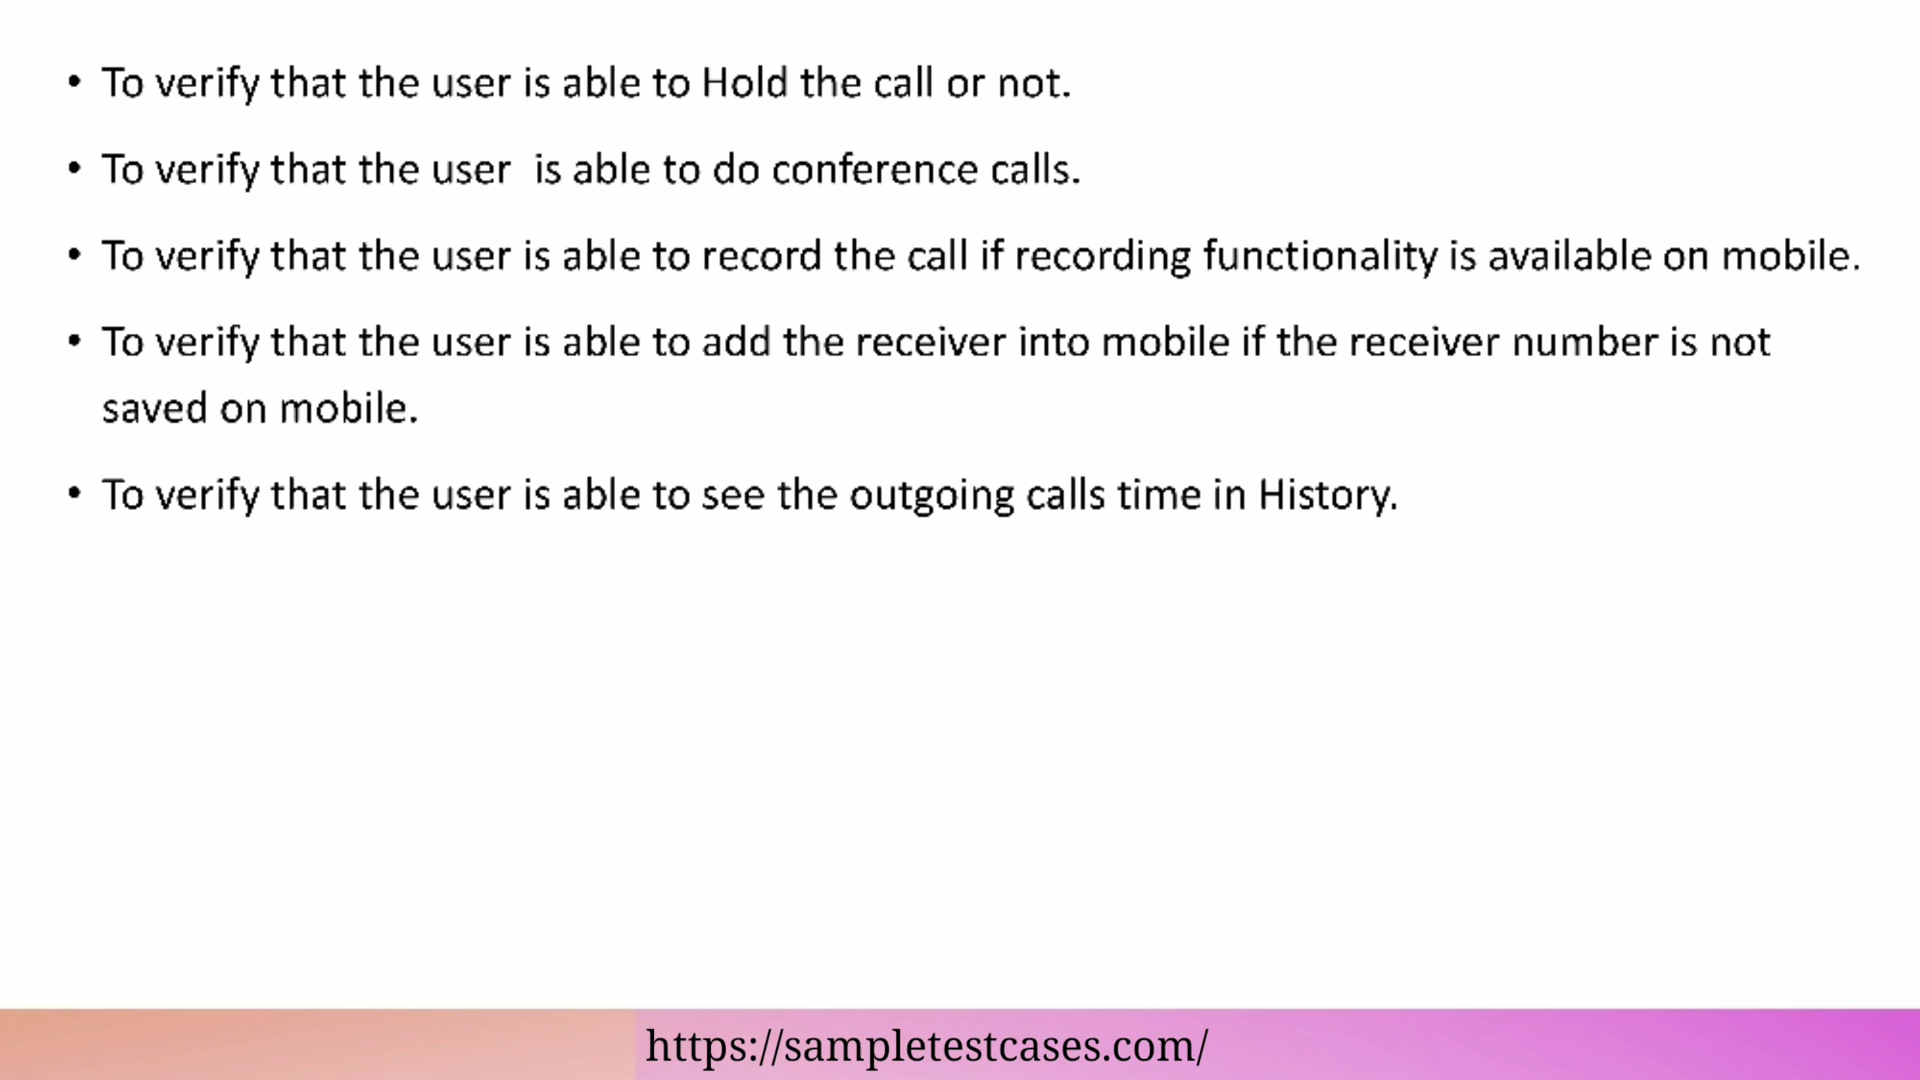 • To verify that the user is able to Hold the call or not.
• To verify that the user  is able to do conference calls.
• To verify that the user is able to record the call if recording functionality is available on mobile.
• To verify that the user is able to add the receiver into mobile if the receiver number is not
saved on mobile.
• To verify that the user is able to see the outgoing calls time in History.
https://sampletestcases.com/